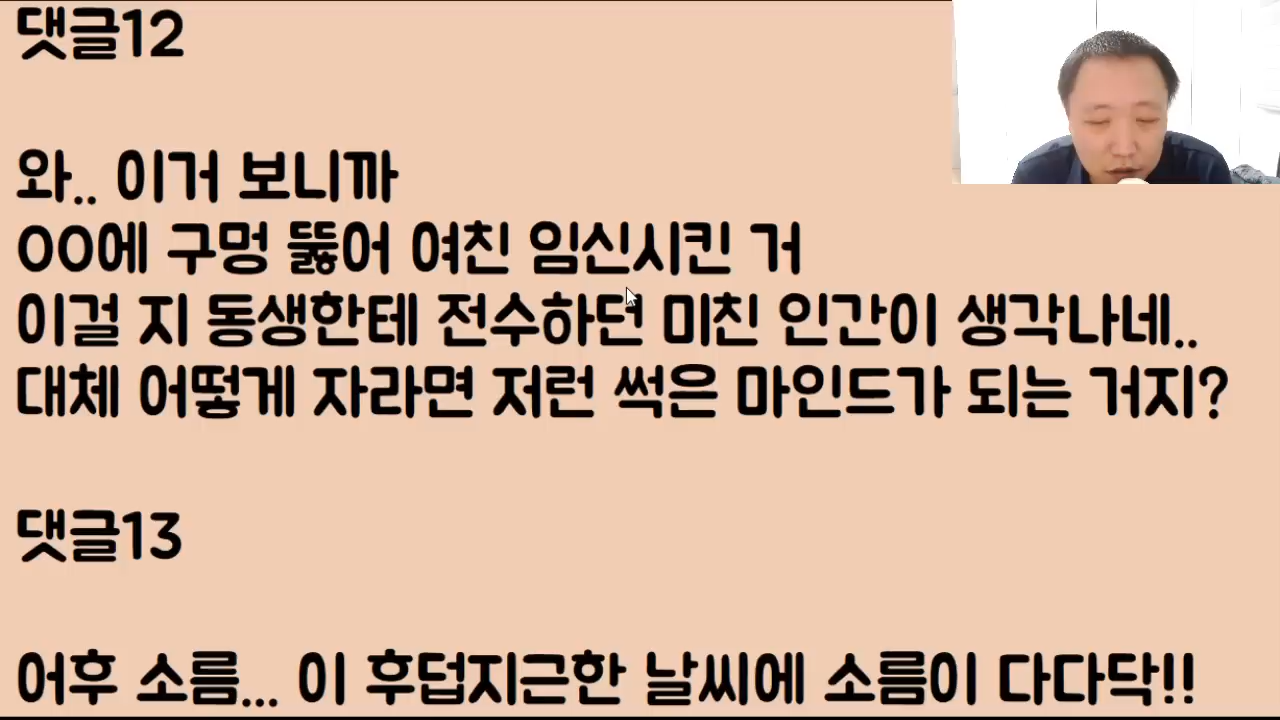 댓글12
와.. 이거 보니까
OO에 구멍 뚫어 여친 임신시킨 거
이걸 지 동생한테 전수하던 미친 인간이 생각나네..
대체 어떻게 자라면 저런 썩은 마인드가 되는 거지?
댓글13
어후 소름... 이 후덥지근한 날씨에 소름이 다다닥!!